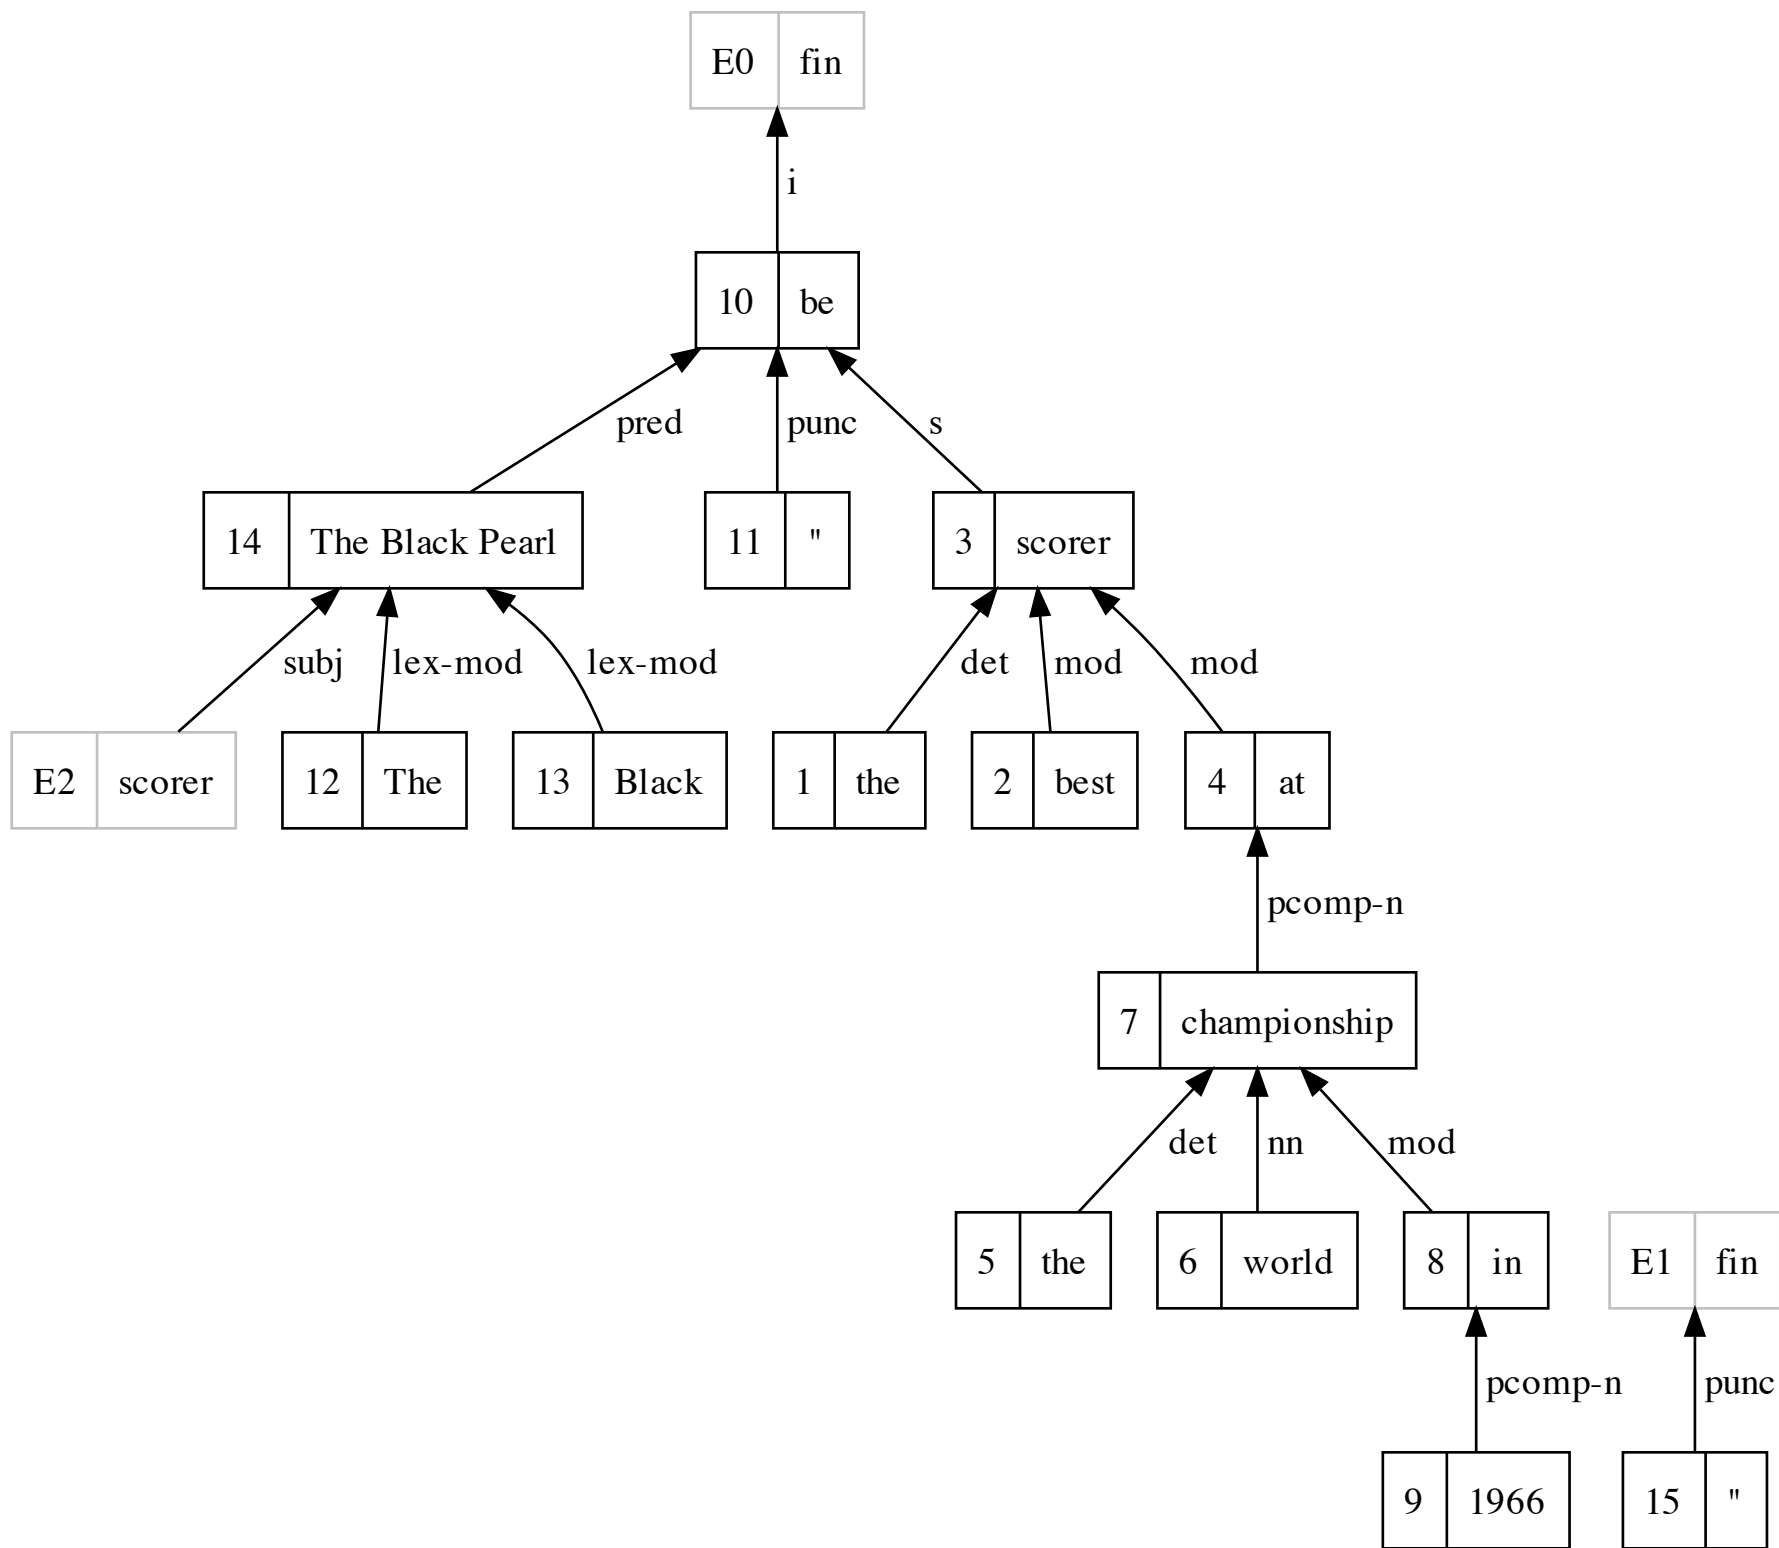 E0 fin
i
10 be
pred punc s
14 The Black Pearl 11 " 3 scorer
subj lex-mod lex-mod det mod mod
E2 scorer 12 The 13 Black 1 the 2 best 4 at
pcomp-n
7 championship
det nn mod
5 the 6 world 8 in E1 fin
pcomp-n punc
9 1966 15 "